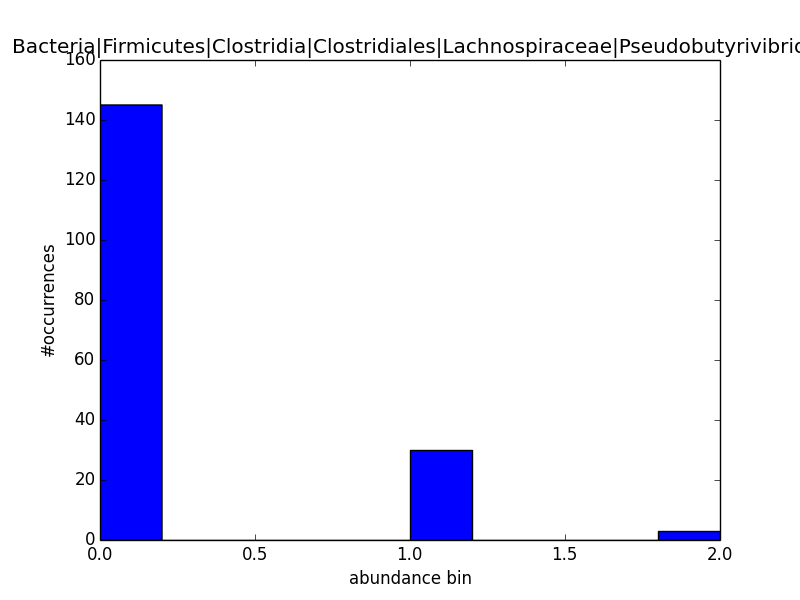 Bacteria|Firmicutes|Clostridia|Clostridiales|Lachnospiraceae|Pseudobutyrivibrio
160
140
120
100
80
60
40
20
0
#occurrences
0.0 0.5 1.0 1.5 2.0
abundance bin